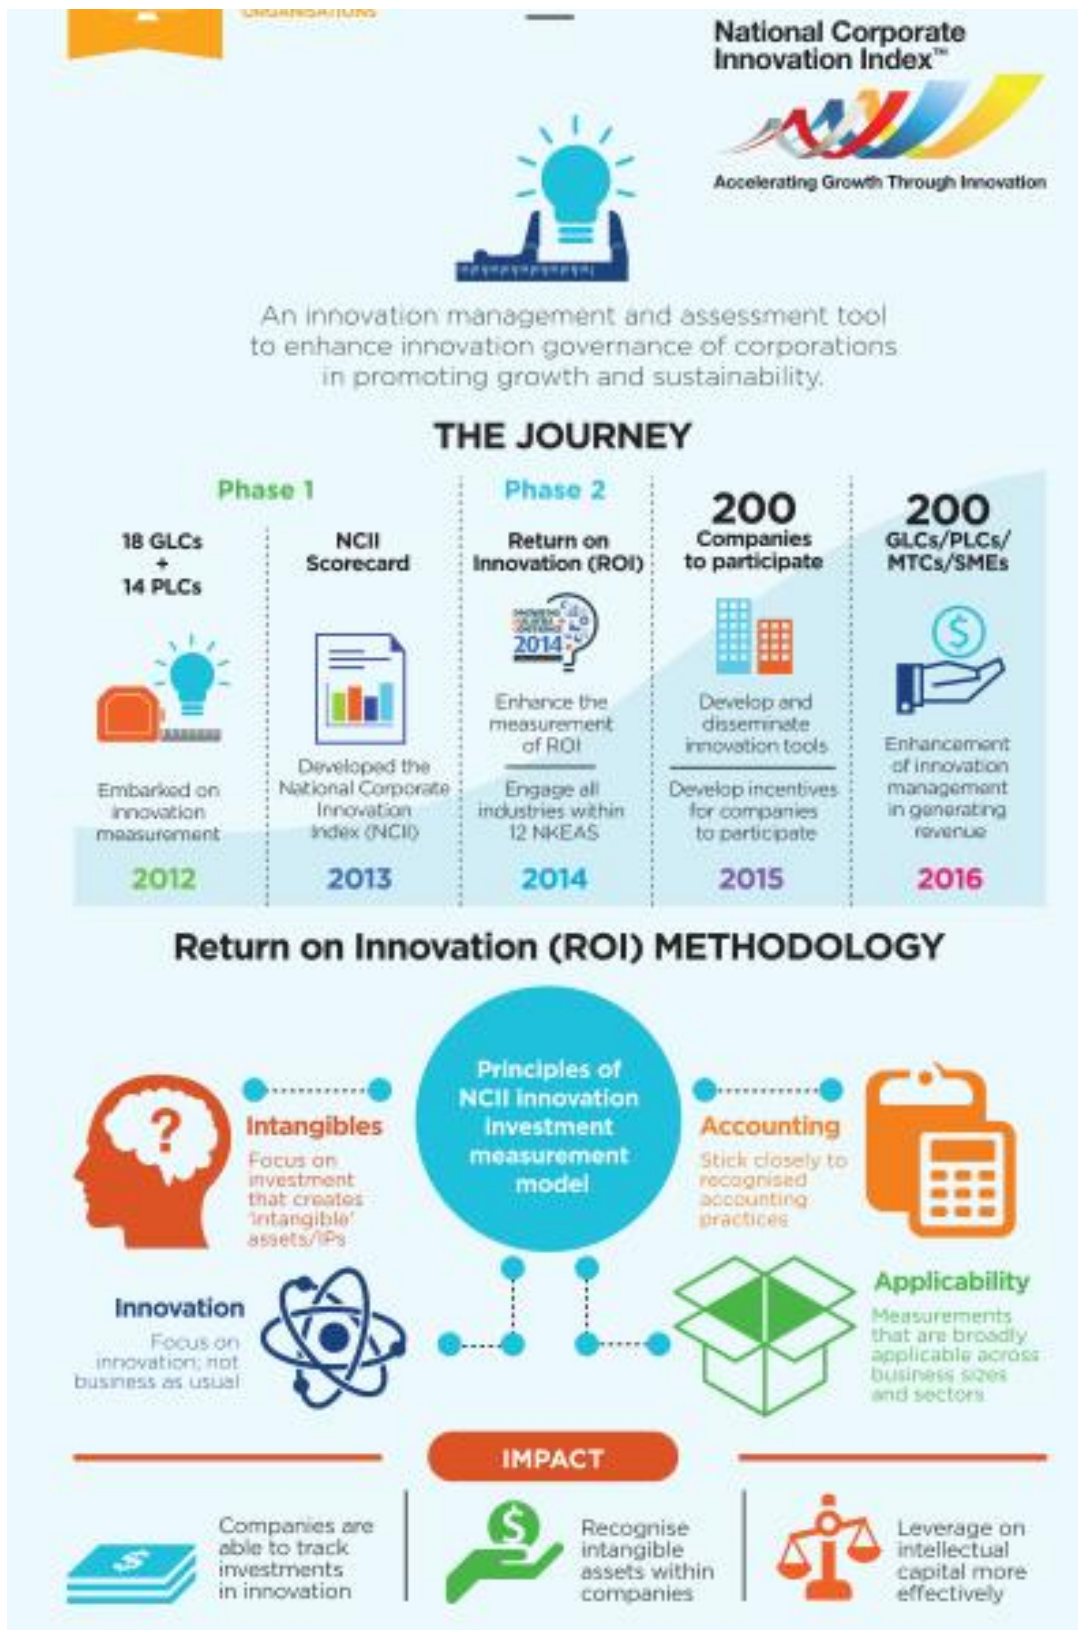 ORGANISATIONS
National Corporate
Innovation Index™
Accelerating Growth Through Innovation
An innovation management and assessment tool
to enhance innovation governance of corporations
in promoting growth and sustainability.
THE JOURNEY
Phase 1
18 GLCs
+
14 PLCs
Embarked on
innovation
measurement
2012
NCII
Scorecard
Developed the
National Corporate
Innovation
Index (NCII)
2013
Phase 2
Return on
Innovation (ROI)
2014
Enhance the
measurement
of ROI
Engage all
industries within
12 NKEAS
2014
200
Companies
to participate
Develop and
disseminate
innovation tools
Develop incentives
for companies
to participate
2015
200
GLCs/PLCs/
MTCs/SMEs
$
Enhancement
of innovation
management
in generating
revenue
2016
Return on Innovation (ROI) METHODOLOGY
Principles of
NCII Innovation
investment
measurement
model
?
Intangibles
Focus on
investment
that creates
'intangible'
assets/IPs
Accounting
Stick closely to
recognised
accounting
practices
Innovation
Focus on
innovation; not
business as usual
Applicability
Measurements
that are broadly
applicable across
business sizes
and sectors
IMPACT
$
Companies are
able to track
investments
in innovation
$
Recognise
intangible
assets within
companies
Leverage on
intellectual
capital more
effectively